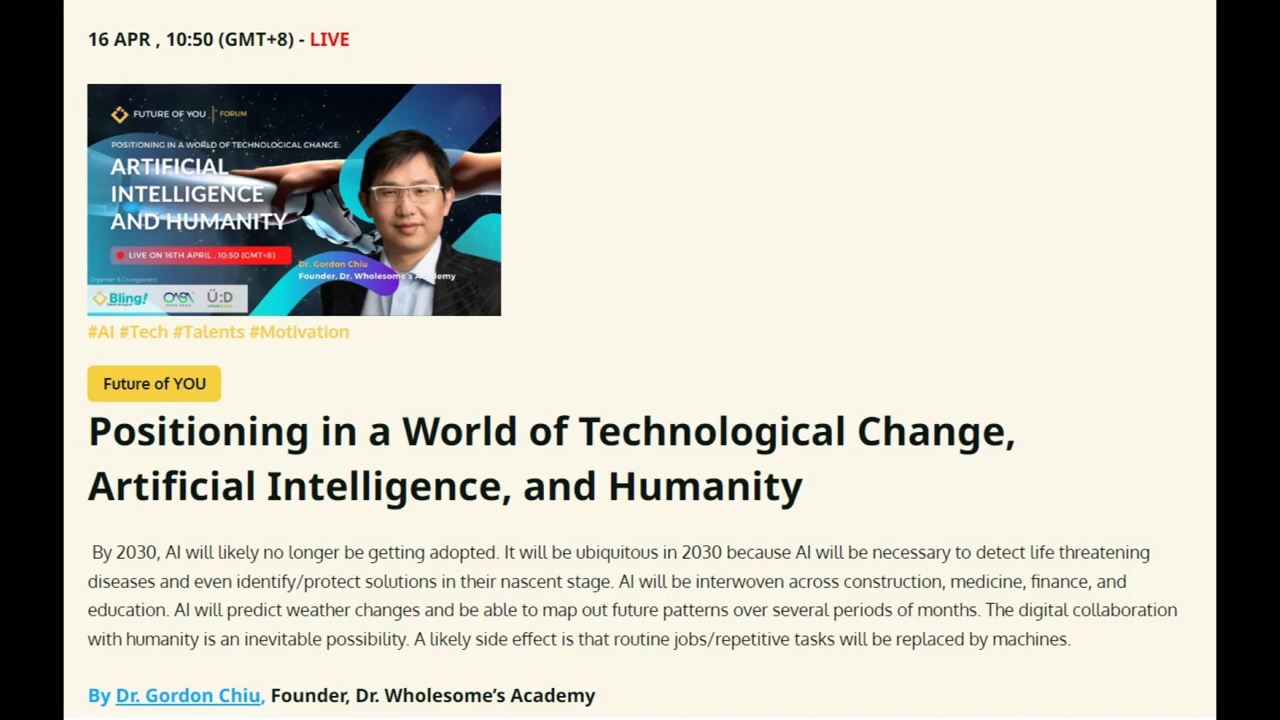 16 APR , 10:50 (GMT+8) - LIVE
FUTURE OF YOU | FORUM
POSITIONING IN A WORLD OF TECHNOLOGICAL CHANGE:
ARTIFICIAL
INTELLIGENCE
AND HUMANITY
LIVE ON 16TH APRIL , 10:50 (GMT+8)
Dr. Gordon Chiu
Founder, Dr. Wholesome's Academy
Organiser & Co-organisers
Bling!
OASA
Ü:D
#AI #Tech #Talents #Motivation
Future of YOU
Positioning in a World of Technological Change,
Artificial Intelligence, and Humanity
By 2030, AI will likely no longer be getting adopted. It will be ubiquitous in 2030 because AI will be necessary to detect life threatening
diseases and even identify/protect solutions in their nascent stage. AI will be interwoven across construction, medicine, finance, and
education. AI will predict weather changes and be able to map out future patterns over several periods of months. The digital collaboration
with humanity is an inevitable possibility. A likely side effect is that routine jobs/repetitive tasks will be replaced by machines.
By Dr. Gordon Chiu, Founder, Dr. Wholesome's Academy